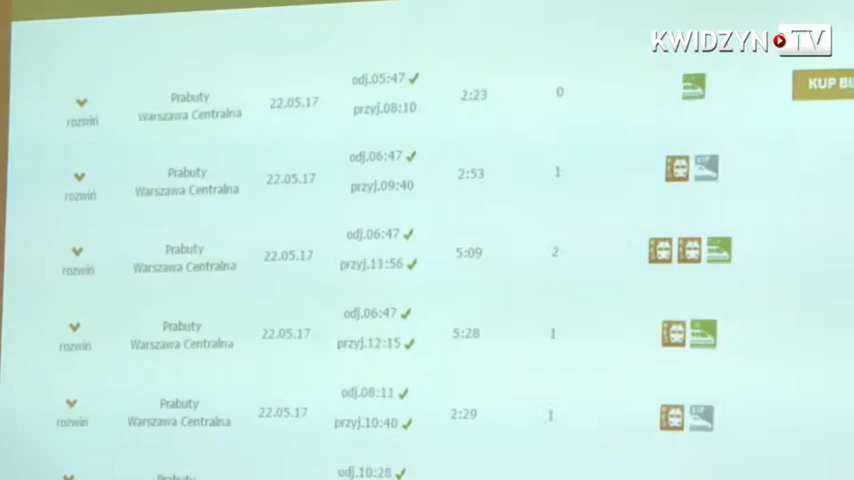 KWIDZYN TV
odj.05:47
Prabuty 22.05.17 2:23 0 KUP BI
rozwiń Warszawa Centralna przyj.08:10
odj.06:47
Prabuty 22.05.17 2:53 1
rozwiń Warszawa Centralna przyj.09:40
odj.06:47
Prabuty 22.05.17 5:09 2
rozwiń Warszawa Centralna przyj.11:56
odj.06:47
Prabuty 22.05.17 5:28 1
rozwiń Warszawa Centralna przyj.12:15
odj.08:11
Prabuty 22.05.17 2:29 1
rozwiń Warszawa Centralna przyj.10:40
odj.10:28
Prabuty